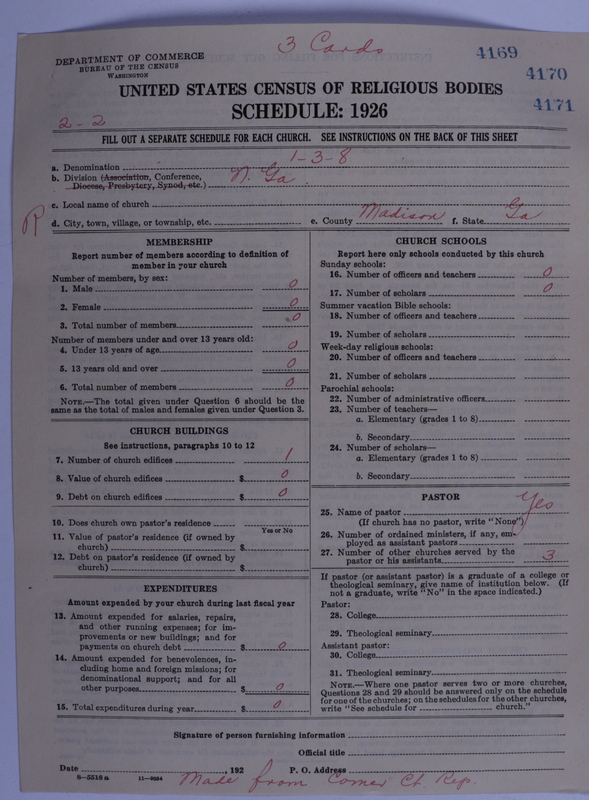 3 Cards
4169
4170
4171
DEPARTMENT OF COMMERCE
BUREAU OF THE CENSUS
WASHINGTON
UNITED STATES CENSUS OF RELIGIOUS BODIES
SCHEDULE: 1926
2-2
FILL OUT A SEPARATE SCHEDULE FOR EACH CHURCH. SEE INSTRUCTIONS ON THE BACK OF THIS SHEET
a. Denomination 1-3-8
b. Division (Association, Conference, N. Ga
Diocese, Presbytery, Synod, etc.)
c. Local name of church
R
d. City, town, village, or township, etc. e. County Madison f. State Ga
MEMBERSHIP
Report number of members according to definition of
member in your church
Number of members, by sex:
1. Male 0
2. Female 0
3. Total number of members 0
Number of members under and over 13 years old:
4. Under 13 years of age 0
5. 13 years old and over 0
6. Total number of members 0
NOTE.—The total given under Question 6 should be the
same as the total of males and females given under Question 3.
CHURCH BUILDINGS
See instructions, paragraphs 10 to 12
7. Number of church edifices 1
8. Value of church edifices $ 0
9. Debt on church edifices $ 0
10. Does church own pastor's residence
Yes or No
11. Value of pastor's residence (if owned by
church) $
12. Debt on pastor's residence (if owned by
church) $
EXPENDITURES
Amount expended by your church during last fiscal year
13. Amount expended for salaries, repairs,
and other running expenses; for im-
provements or new buildings; and for
payments on church debt $ 0
14. Amount expended for benevolences, in-
cluding home and foreign missions; for
denominational support; and for all
other purposes $ 0
15. Total expenditures during year $ 0
CHURCH SCHOOLS
Report here only schools conducted by this church
Sunday schools:
16. Number of officers and teachers 0
17. Number of scholars 0
Summer vacation Bible schools:
18. Number of officers and teachers
19. Number of scholars
Week-day religious schools:
20. Number of officers and teachers
21. Number of scholars
Parochial schools:
22. Number of administrative officers
23. Number of teachers—
a. Elementary (grades 1 to 8)
b. Secondary
24. Number of scholars—
a. Elementary (grades 1 to 8)
b. Secondary
PASTOR
25. Name of pastor Yes
(If church has no pastor, write "None")
26. Number of ordained ministers, if any, em-
ployed as assistant pastors
27. Number of other churches served by the
pastor or his assistants 3
If pastor (or assistant pastor) is a graduate of a college or
theological seminary, give name of institution below. (If
not a graduate, write "No" in the space indicated.)
Pastor:
28. College
29. Theological seminary
Assistant pastor:
30. College
31. Theological seminary
NOTE.—Where one pastor serves two or more churches,
Questions 28 and 29 should be answered only on the schedule
for one of the churches; on the schedules for the other churches,
write "See schedule for church."
Signature of person furnishing information
Official title
Date , 192 P. O. Address
8-5518a 11-9634 Made from Comer Ch. Rep.